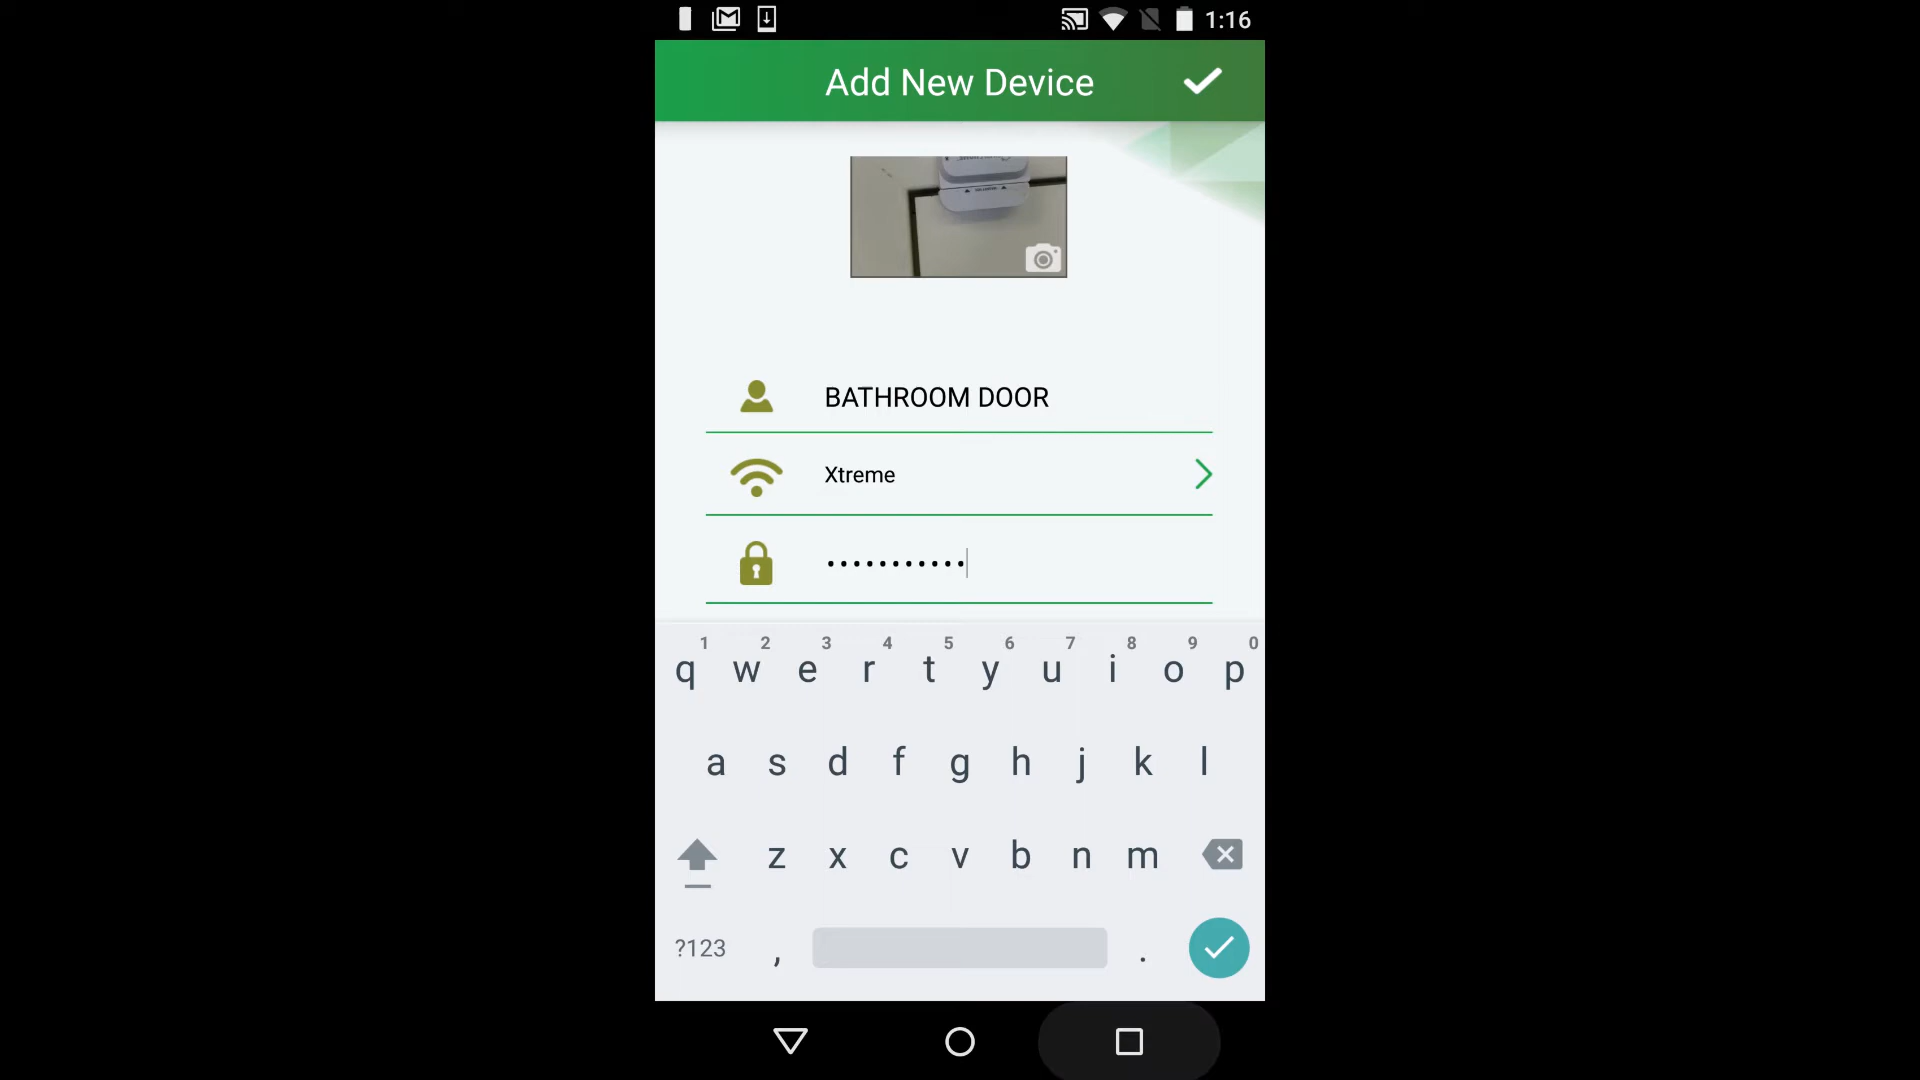 1:16
Add New Device
BATHROOM DOOR
Xtreme
•••••••••••
1 2 3 4 5 6 7 8 9 0
q w e r t y u i o p
a s d f g h j k l
z x c v b n m
?123 , .